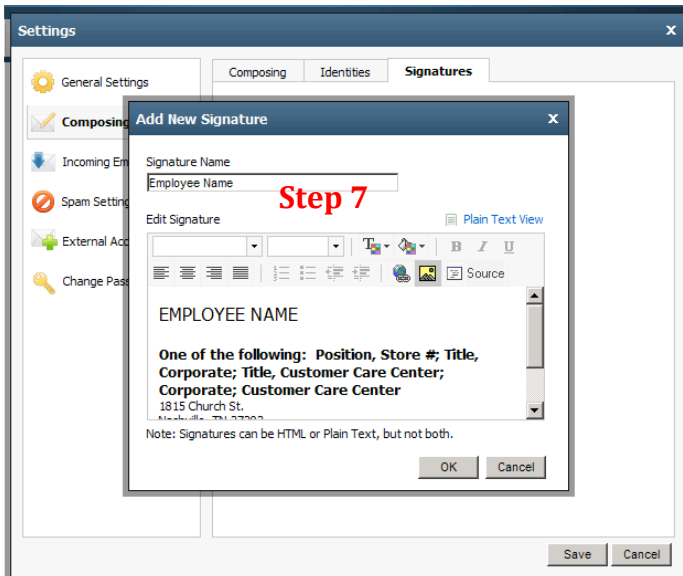 Settings
x
General Settings
Composing
Identities
Signatures
Composing
Add New Signature
x
Incoming Em
Signature Name
Employee Name
Step 7
Spam Setting
Edit Signature
Plain Text View
External Acc
B I U
Change Pass
Source
EMPLOYEE NAME
One of the following: Position, Store #; Title,
Corporate; Title, Customer Care Center;
Corporate; Customer Care Center
1815 Church St.
Nashville, TN 37203
Note: Signatures can be HTML or Plain Text, but not both.
OK
Cancel
Save
Cancel